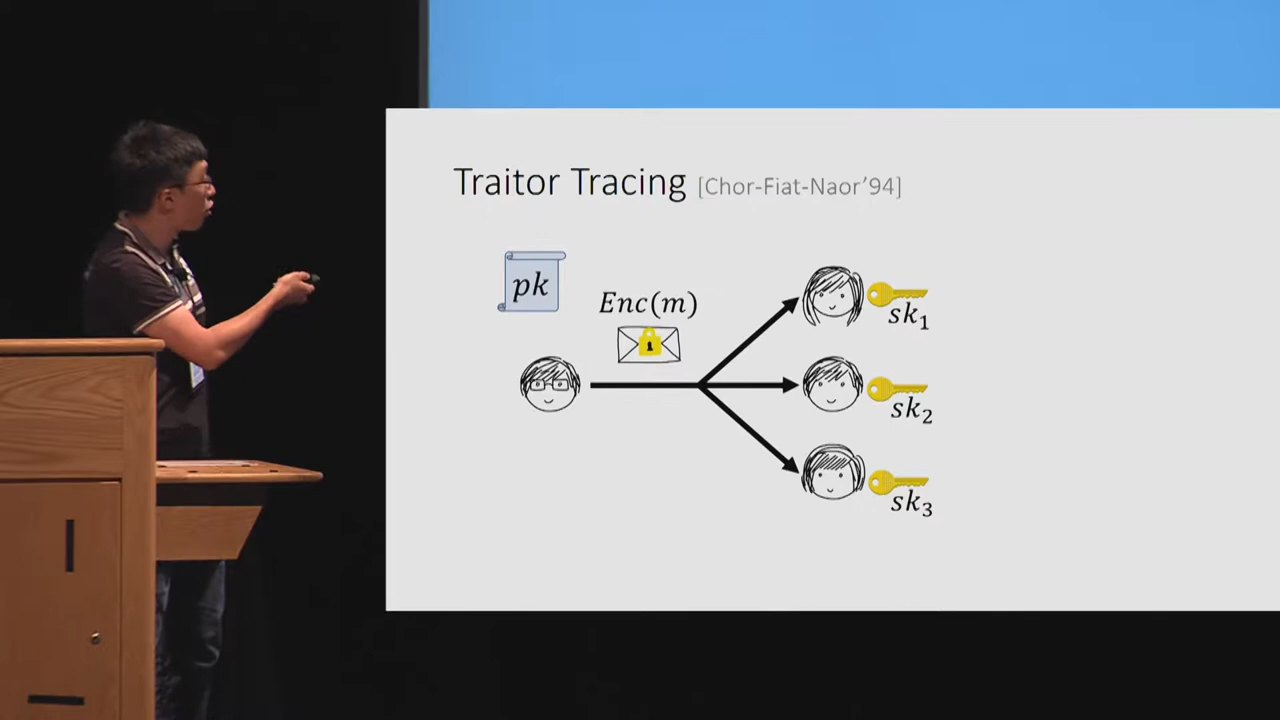 Traitor Tracing [Chor-Fiat-Naor'94]
pk
Enc(m)
sk₁
sk₂
sk₃